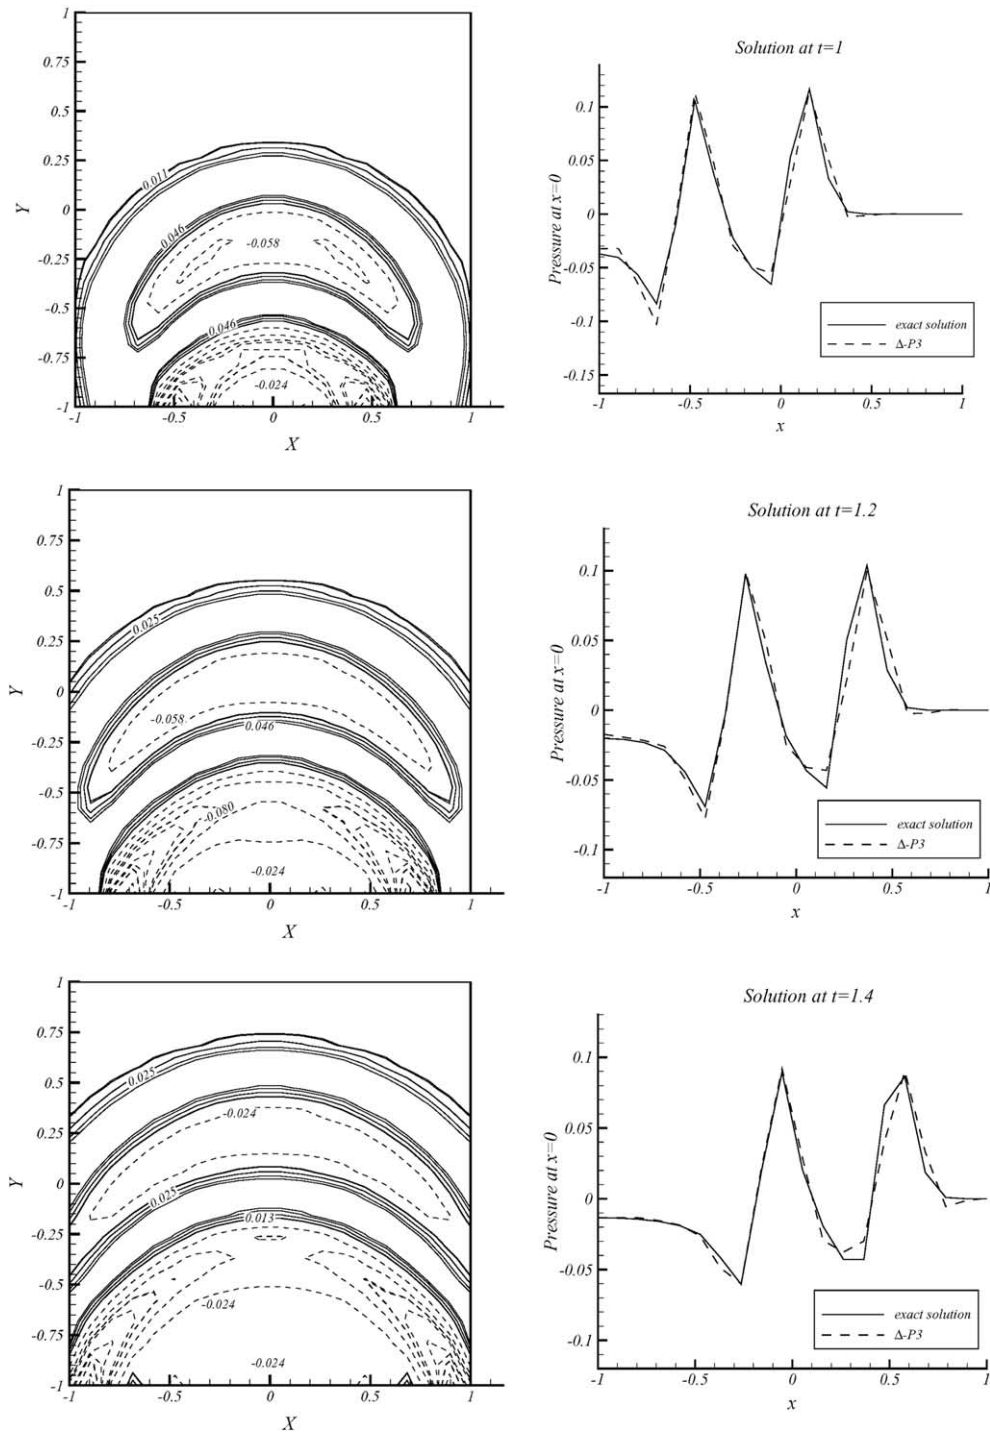 1
0.75
0.5
0.25
0
-0.25
-0.5
-0.75
-1
Y
-1 -0.5 0 0.5 1
X
0.011
0.046
-0.058
0.046
-0.024
Solution at t=1
0.1
0.05
0
-0.05
-0.1
-0.15
Pressure at x=0
-1 -0.5 0 0.5 1
x
exact solution
Δ-P3
1
0.75
0.5
0.25
0
-0.25
-0.5
-0.75
-1
Y
-1 -0.5 0 0.5 1
X
0.025
-0.058
0.046
-0.080
-0.024
Solution at t=1.2
0.1
0.05
0
-0.05
-0.1
Pressure at x=0
-1 -0.5 0 0.5 1
x
exact solution
Δ-P3
1
0.75
0.5
0.25
0
-0.25
-0.5
-0.75
-1
Y
-1 -0.5 0 0.5 1
X
0.025
-0.024
0.025
0.013
-0.024
-0.024
Solution at t=1.4
0.1
0.05
0
-0.05
-0.1
Pressure at x=0
-1 -0.5 0 0.5 1
x
exact solution
Δ-P3